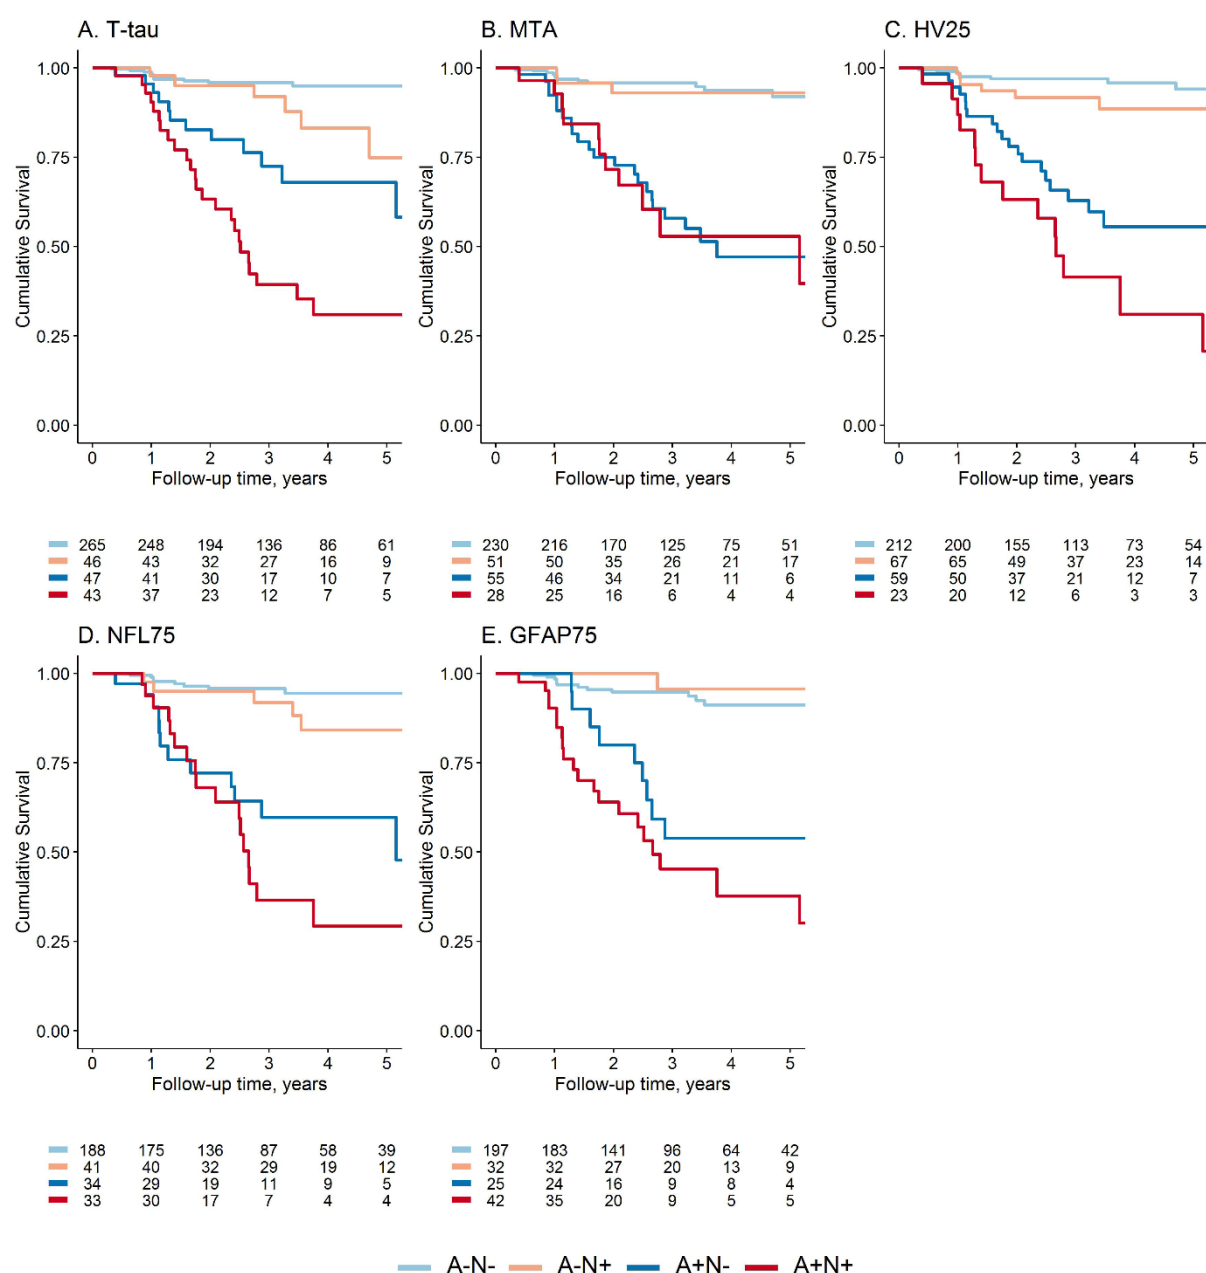 A. T-tau
B. MTA
C. HV25
Cumulative Survival
1.00
0.75
0.50
0.25
0.00
0 1 2 3 4 5
Follow-up time, years
Cumulative Survival
1.00
0.75
0.50
0.25
0.00
0 1 2 3 4 5
Follow-up time, years
Cumulative Survival
1.00
0.75
0.50
0.25
0.00
0 1 2 3 4 5
Follow-up time, years
265 248 194 136 86 61
46 43 32 27 16 9
47 41 30 17 10 7
43 37 23 12 7 5
230 216 170 125 75 51
51 50 35 26 21 17
55 46 34 21 11 6
28 25 16 6 4 4
212 200 155 113 73 54
67 65 49 37 23 14
59 50 37 21 12 7
23 20 12 6 3 3
D. NFL75
E. GFAP75
Cumulative Survival
1.00
0.75
0.50
0.25
0.00
0 1 2 3 4 5
Follow-up time, years
Cumulative Survival
1.00
0.75
0.50
0.25
0.00
0 1 2 3 4 5
Follow-up time, years
188 175 136 87 58 39
41 40 32 29 19 12
34 29 19 11 9 5
33 30 17 7 4 4
197 183 141 96 64 42
32 32 27 20 13 9
25 24 16 9 8 4
42 35 20 9 5 5
A-N- A-N+ A+N- A+N+